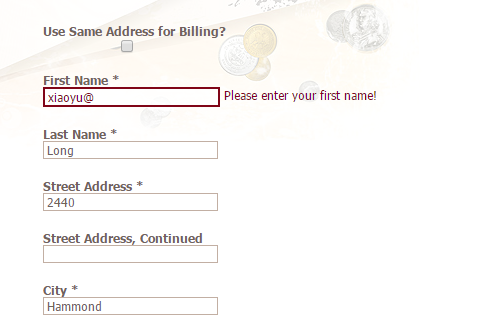 Use Same Address for Billing?
First Name *
xiaoyu@ Please enter your first name!
Last Name *
Long
Street Address *
2440
Street Address, Continued
City *
Hammond